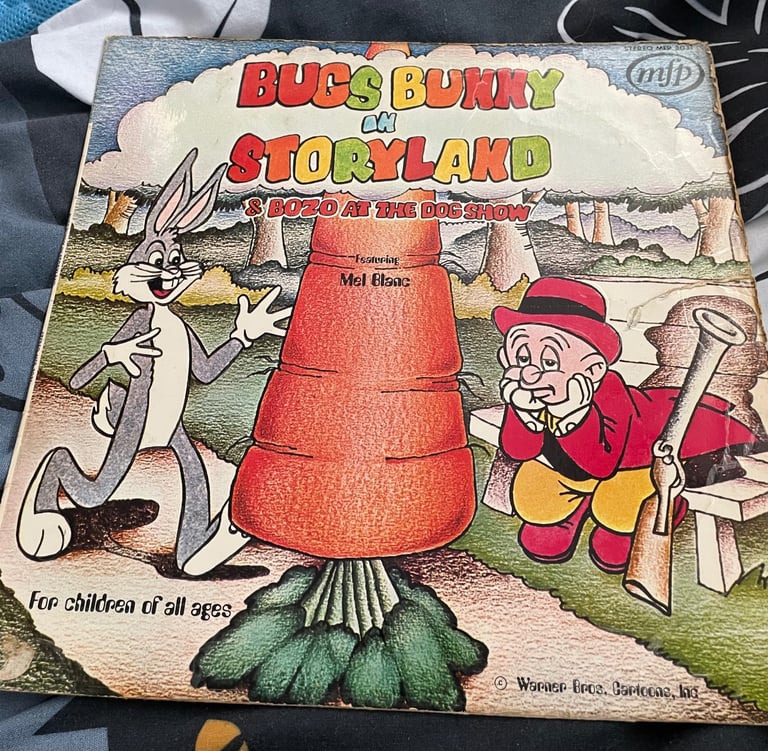 STEREO MFP 5031
mfp
BUGS BUNNY
IN
STORYLAND
& BOZO AT THE DOG SHOW
Featuring
Mel Blanc
For children of all ages
© Warner Bros. Cartoons, Inc